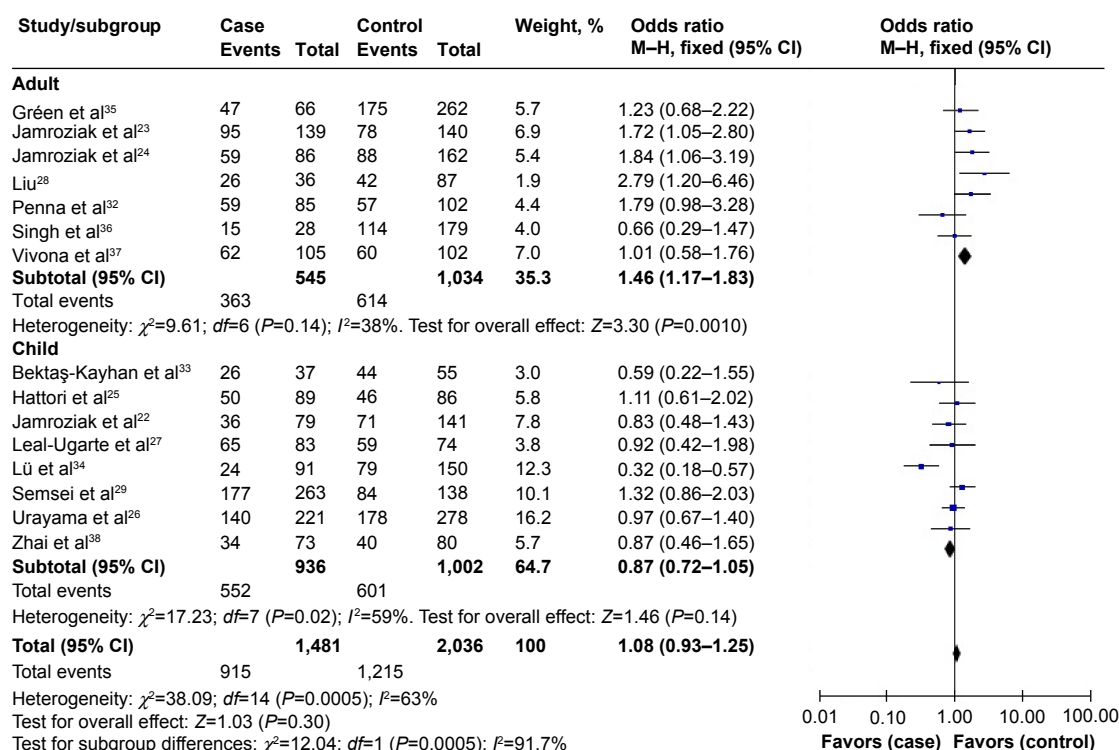 Study/subgroup Case Control Weight, % Odds ratio Odds ratio
Events Total Events Total M–H, fixed (95% CI) M–H, fixed (95% CI)
Adult
Gréen et al35 47 66 175 262 5.7 1.23 (0.68–2.22)
Jamroziak et al23 95 139 78 140 6.9 1.72 (1.05–2.80)
Jamroziak et al24 59 86 88 162 5.4 1.84 (1.06–3.19)
Liu28 26 36 42 87 1.9 2.79 (1.20–6.46)
Penna et al32 59 85 57 102 4.4 1.79 (0.98–3.28)
Singh et al36 15 28 114 179 4.0 0.66 (0.29–1.47)
Vivona et al37 62 105 60 102 7.0 1.01 (0.58–1.76)
Subtotal (95% CI) 545 1,034 35.3 1.46 (1.17–1.83)
Total events 363 614
Heterogeneity: χ2=9.61; df=6 (P=0.14); I2=38%. Test for overall effect: Z=3.30 (P=0.0010)
Child
Bektaş-Kayhan et al33 26 37 44 55 3.0 0.59 (0.22–1.55)
Hattori et al25 50 89 46 86 5.8 1.11 (0.61–2.02)
Jamroziak et al22 36 79 71 141 7.8 0.83 (0.48–1.43)
Leal-Ugarte et al27 65 83 59 74 3.8 0.92 (0.42–1.98)
Lü et al34 24 91 79 150 12.3 0.32 (0.18–0.57)
Semsei et al29 177 263 84 138 10.1 1.32 (0.86–2.03)
Urayama et al26 140 221 178 278 16.2 0.97 (0.67–1.40)
Zhai et al38 34 73 40 80 5.7 0.87 (0.46–1.65)
Subtotal (95% CI) 936 1,002 64.7 0.87 (0.72–1.05)
Total events 552 601
Heterogeneity: χ2=17.23; df=7 (P=0.02); I2=59%. Test for overall effect: Z=1.46 (P=0.14)
Total (95% CI) 1,481 2,036 100 1.08 (0.93–1.25)
Total events 915 1,215
Heterogeneity: χ2=38.09; df=14 (P=0.0005); I2=63%
Test for overall effect: Z=1.03 (P=0.30)
Test for subgroup differences: χ2=12.04; df=1 (P=0.0005); I2=91.7%
0.01 0.10 1.00 10.00 100.00
Favors (case) Favors (control)